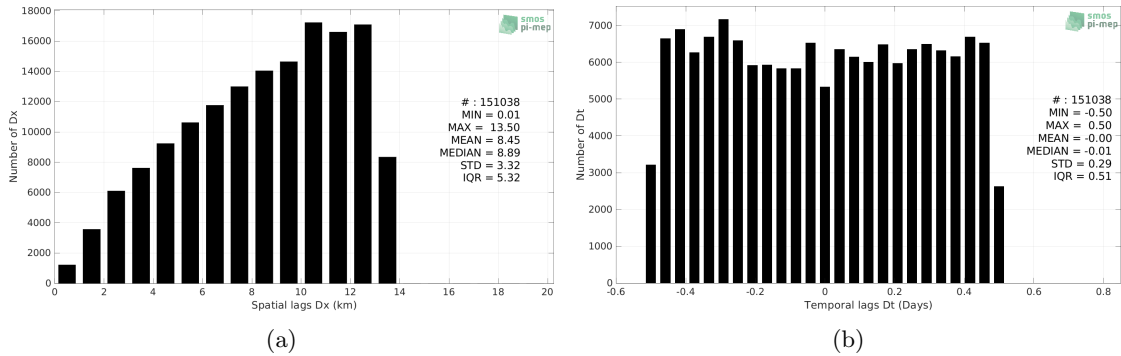 18000
16000
14000
12000
10000
8000
6000
4000
2000
0
Number of Dx
smos
pi-mep
# : 151038
MIN = 0.01
MAX = 13.50
MEAN = 8.45
MEDIAN = 8.89
STD = 3.32
IQR = 5.32
0 2 4 6 8 10 12 14 16 18 20
Spatial lags Dx (km)
(a)
7000
6000
5000
4000
3000
2000
1000
0
Number of Dt
smos
pi-mep
# : 151038
MIN = -0.50
MAX = 0.50
MEAN = -0.00
MEDIAN = -0.01
STD = 0.29
IQR = 0.51
-0.6 -0.4 -0.2 0 0.2 0.4 0.6 0.8
Temporal lags Dt (Days)
(b)